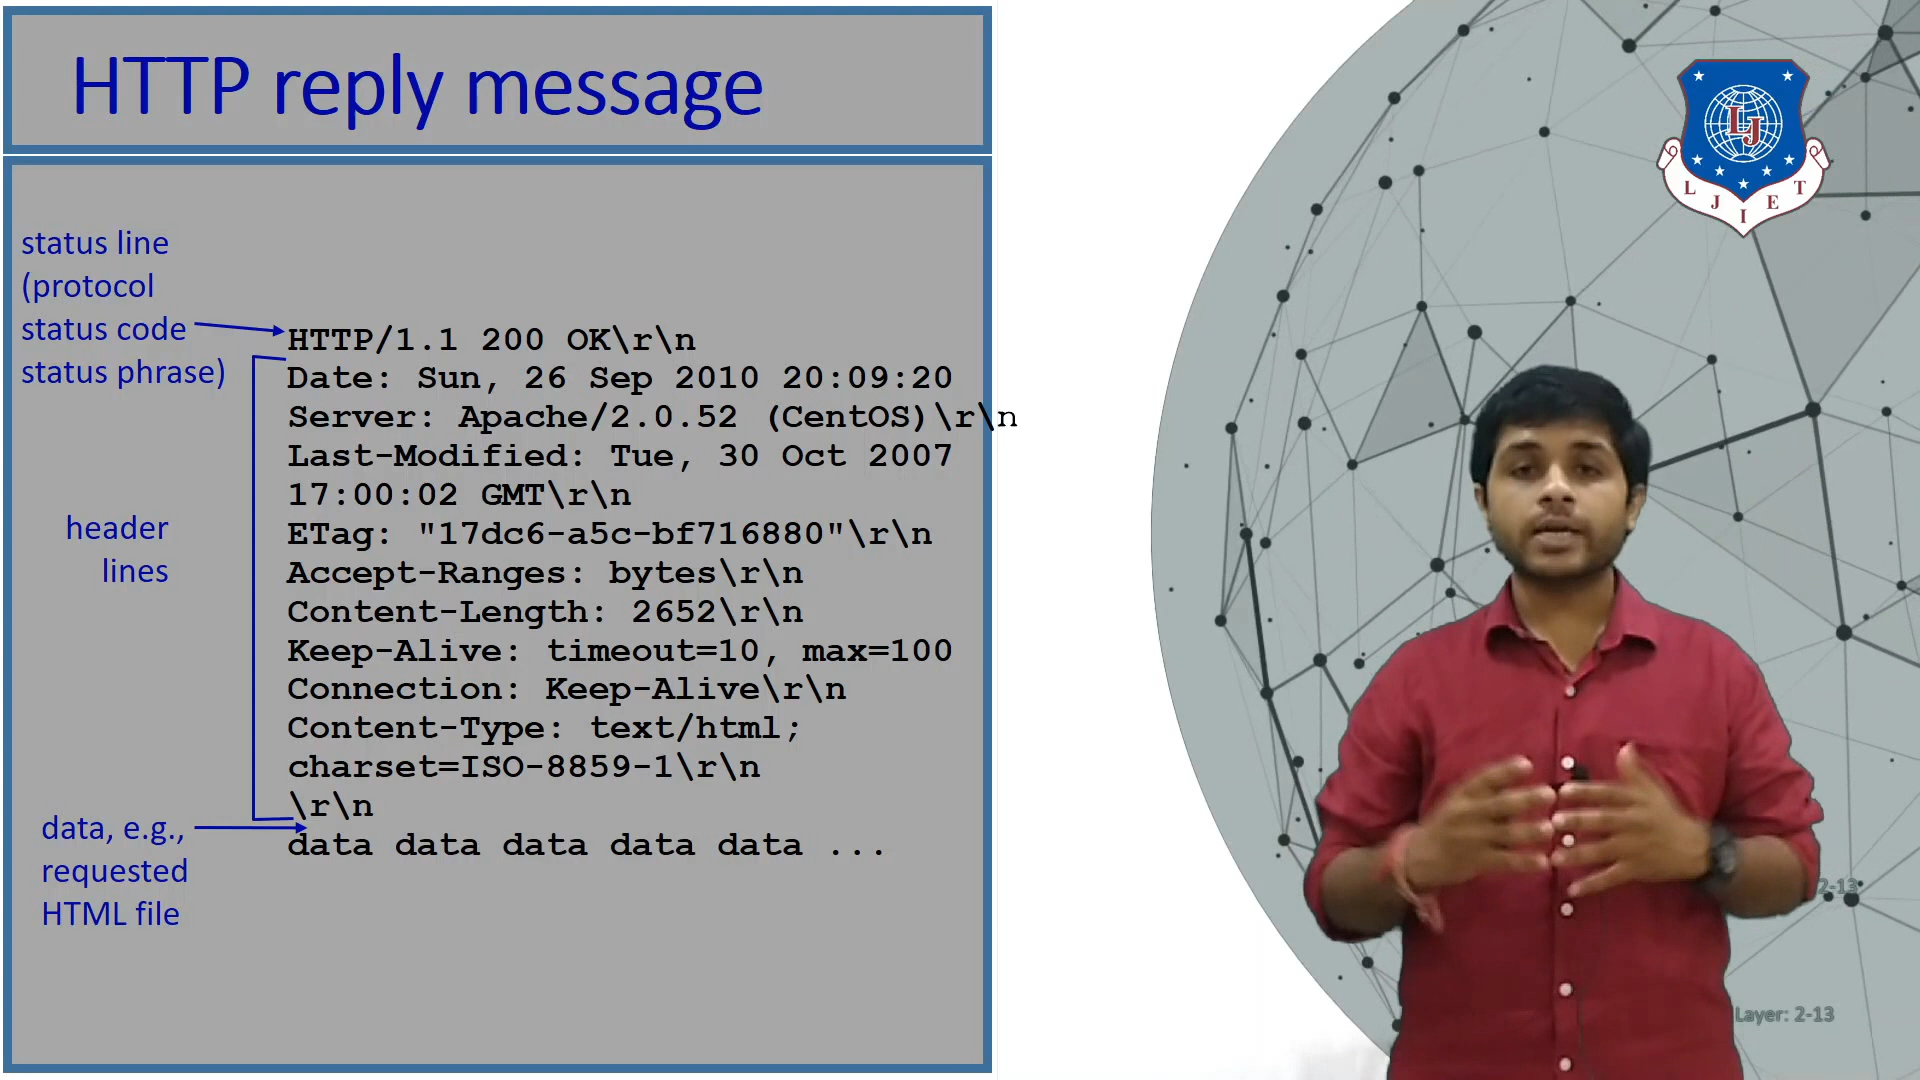 HTTP reply message
status line
(protocol
status code
status phrase)
HTTP/1.1 200 OK\r\n
Date: Sun, 26 Sep 2010 20:09:20
Server: Apache/2.0.52 (CentOS)\r\n
Last-Modified: Tue, 30 Oct 2007
17:00:02 GMT\r\n
ETag: "17dc6-a5c-bf716880"\r\n
Accept-Ranges: bytes\r\n
Content-Length: 2652\r\n
Keep-Alive: timeout=10, max=100
Connection: Keep-Alive\r\n
Content-Type: text/html;
charset=ISO-8859-1\r\n
\r\n
data data data data data ...
header
lines
data, e.g.,
requested
HTML file
LJ
L J I E T
2-13
Layer: 2-13